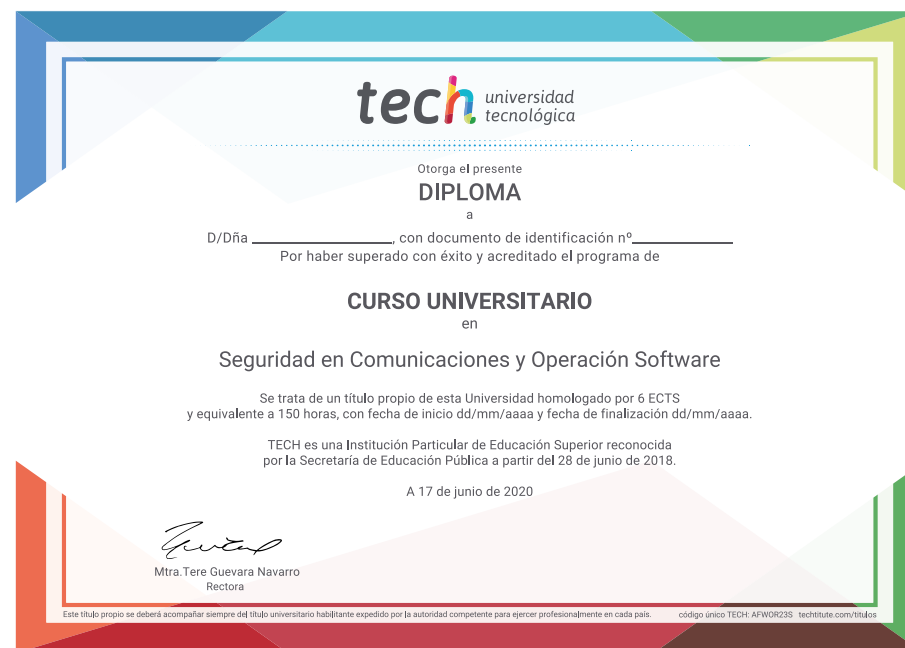 tech universidad
tecnológica
Otorga el presente
DIPLOMA
a
D/Dña ____________________, con documento de identificación nº______________
Por haber superado con éxito y acreditado el programa de
CURSO UNIVERSITARIO
en
Seguridad en Comunicaciones y Operación Software
Se trata de un título propio de esta Universidad homologado por 6 ECTS
y equivalente a 150 horas, con fecha de inicio dd/mm/aaaa y fecha de finalización dd/mm/aaaa.
TECH es una Institución Particular de Educación Superior reconocida
por la Secretaría de Educación Pública a partir del 28 de junio de 2018.
A 17 de junio de 2020
Mtra.Tere Guevara Navarro
Rectora
Este título propio se deberá acompañar siempre del título universitario habilitante expedido por la autoridad competente para ejercer profesionalmente en cada país. código único TECH: AFWOR23S techtitute.com/titulos